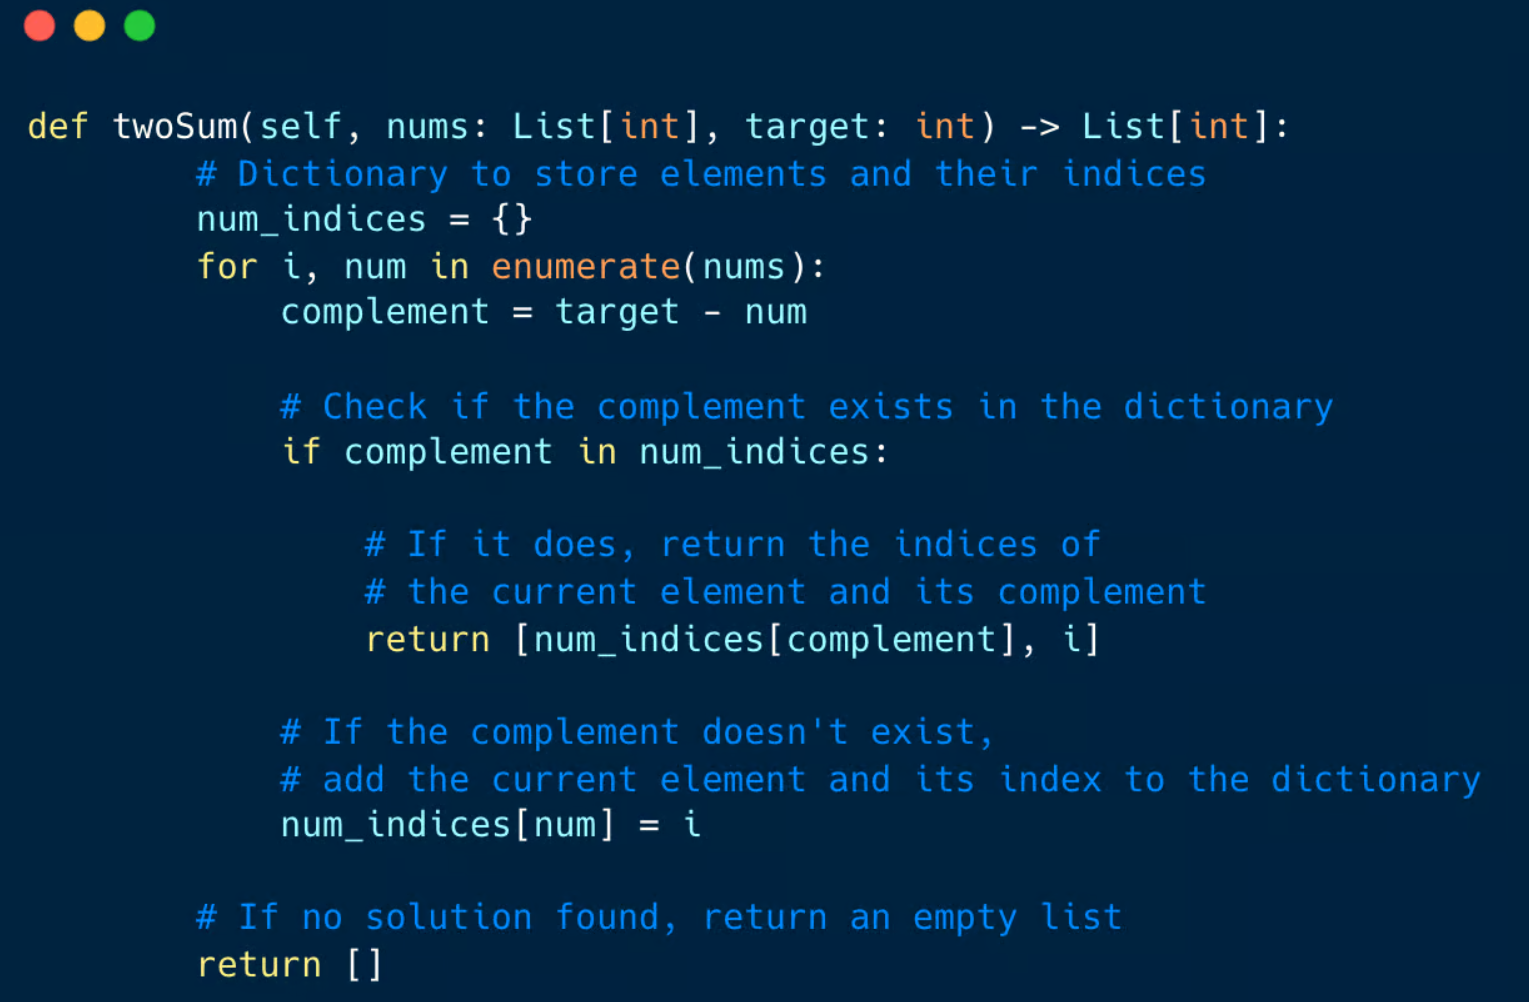 def twoSum(self, nums: List[int], target: int) -> List[int]:
        # Dictionary to store elements and their indices
        num_indices = {}
        for i, num in enumerate(nums):
            complement = target - num

            # Check if the complement exists in the dictionary
            if complement in num_indices:

                # If it does, return the indices of
                # the current element and its complement
                return [num_indices[complement], i]

            # If the complement doesn't exist,
            # add the current element and its index to the dictionary
            num_indices[num] = i

        # If no solution found, return an empty list
        return []